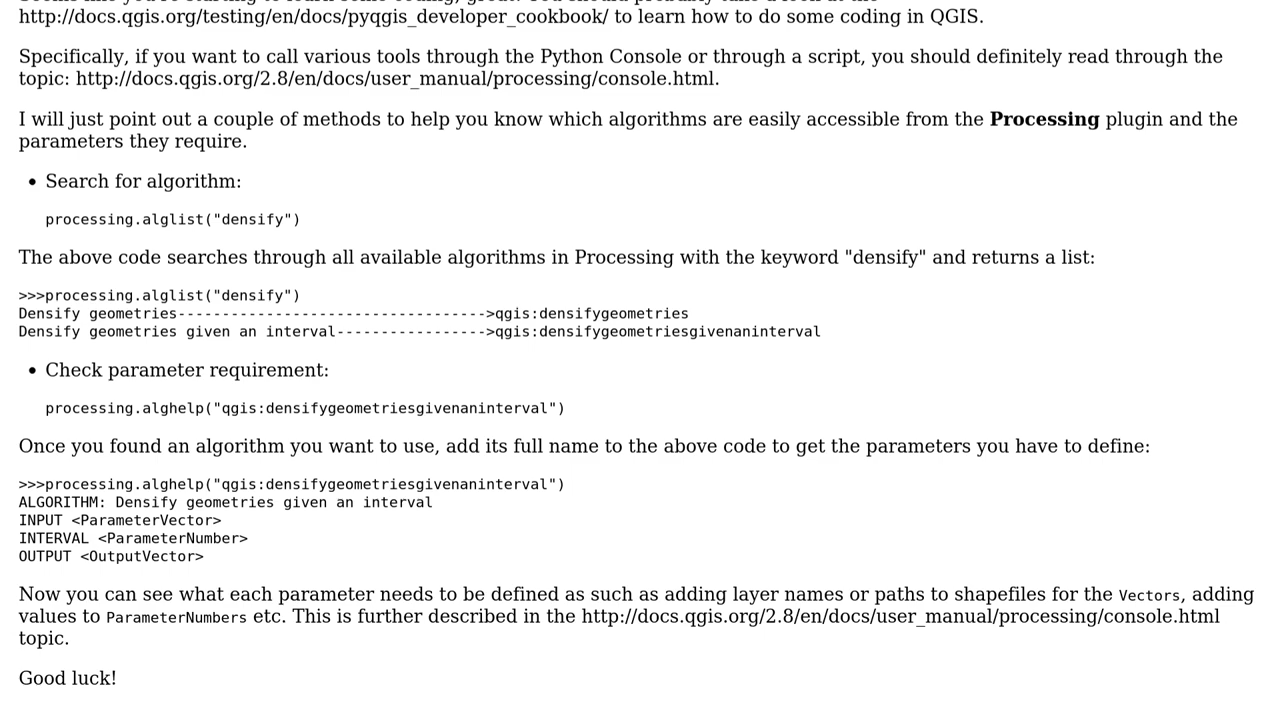 http://docs.qgis.org/testing/en/docs/pyqgis_developer_cookbook/ to learn how to do some coding in QGIS.
Specifically, if you want to call various tools through the Python Console or through a script, you should definitely read through the
topic: http://docs.qgis.org/2.8/en/docs/user_manual/processing/console.html.
I will just point out a couple of methods to help you know which algorithms are easily accessible from the Processing plugin and the
parameters they require.
• Search for algorithm:
processing.alglist("densify")
The above code searches through all available algorithms in Processing with the keyword "densify" and returns a list:
>>>processing.alglist("densify")
Densify geometries----------------------------------->qgis:densifygeometries
Densify geometries given an interval----------------->qgis:densifygeometriesgivenaninterval
• Check parameter requirement:
processing.alghelp("qgis:densifygeometriesgivenaninterval")
Once you found an algorithm you want to use, add its full name to the above code to get the parameters you have to define:
>>>processing.alghelp("qgis:densifygeometriesgivenaninterval")
ALGORITHM: Densify geometries given an interval
INPUT <ParameterVector>
INTERVAL <ParameterNumber>
OUTPUT <OutputVector>
Now you can see what each parameter needs to be defined as such as adding layer names or paths to shapefiles for the Vectors, adding
values to ParameterNumbers etc. This is further described in the http://docs.qgis.org/2.8/en/docs/user_manual/processing/console.html
topic.
Good luck!